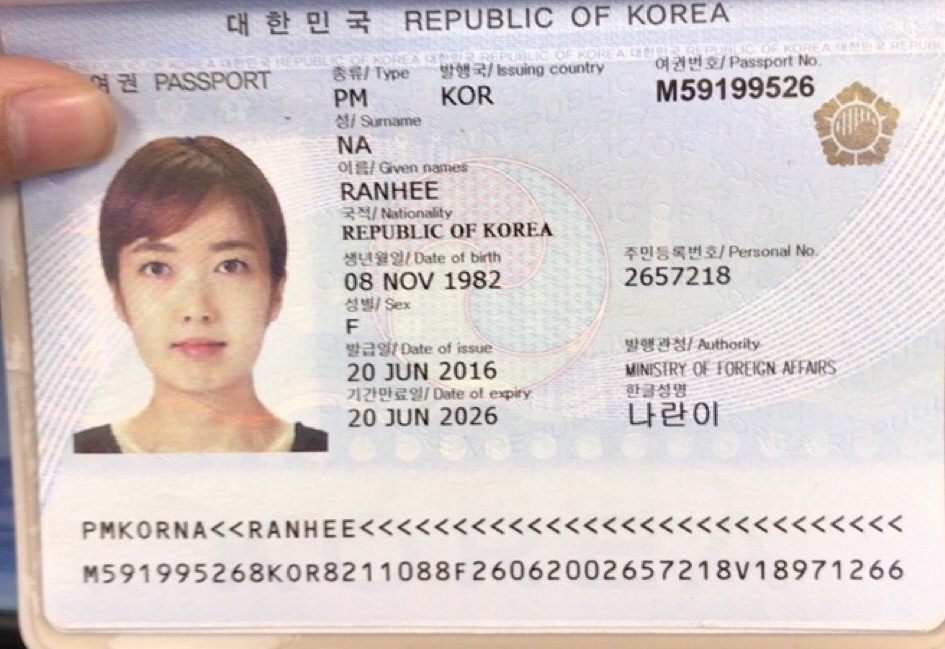 대한민국 REPUBLIC OF KOREA
여권 PASSPORT
종류/ Type 발행국/ Issuing country 여권번호/ Passport No.
PM KOR M59199526
성/ Surname
NA
이름/ Given names
RANHEE
국적/ Nationality
REPUBLIC OF KOREA
생년월일/ Date of birth 주민등록번호/ Personal No.
08 NOV 1982 2657218
성별/ Sex
F
발급일/ Date of issue 발행관청/ Authority
20 JUN 2016 MINISTRY OF FOREIGN AFFAIRS
기간만료일/ Date of expiry 한글성명
20 JUN 2026 나란이
PMKORNA<<RANHEE<<<<<<<<<<<<<<<<<<<<<<<<<<<<<
M591995268KOR8211088F26062002657218V18971266